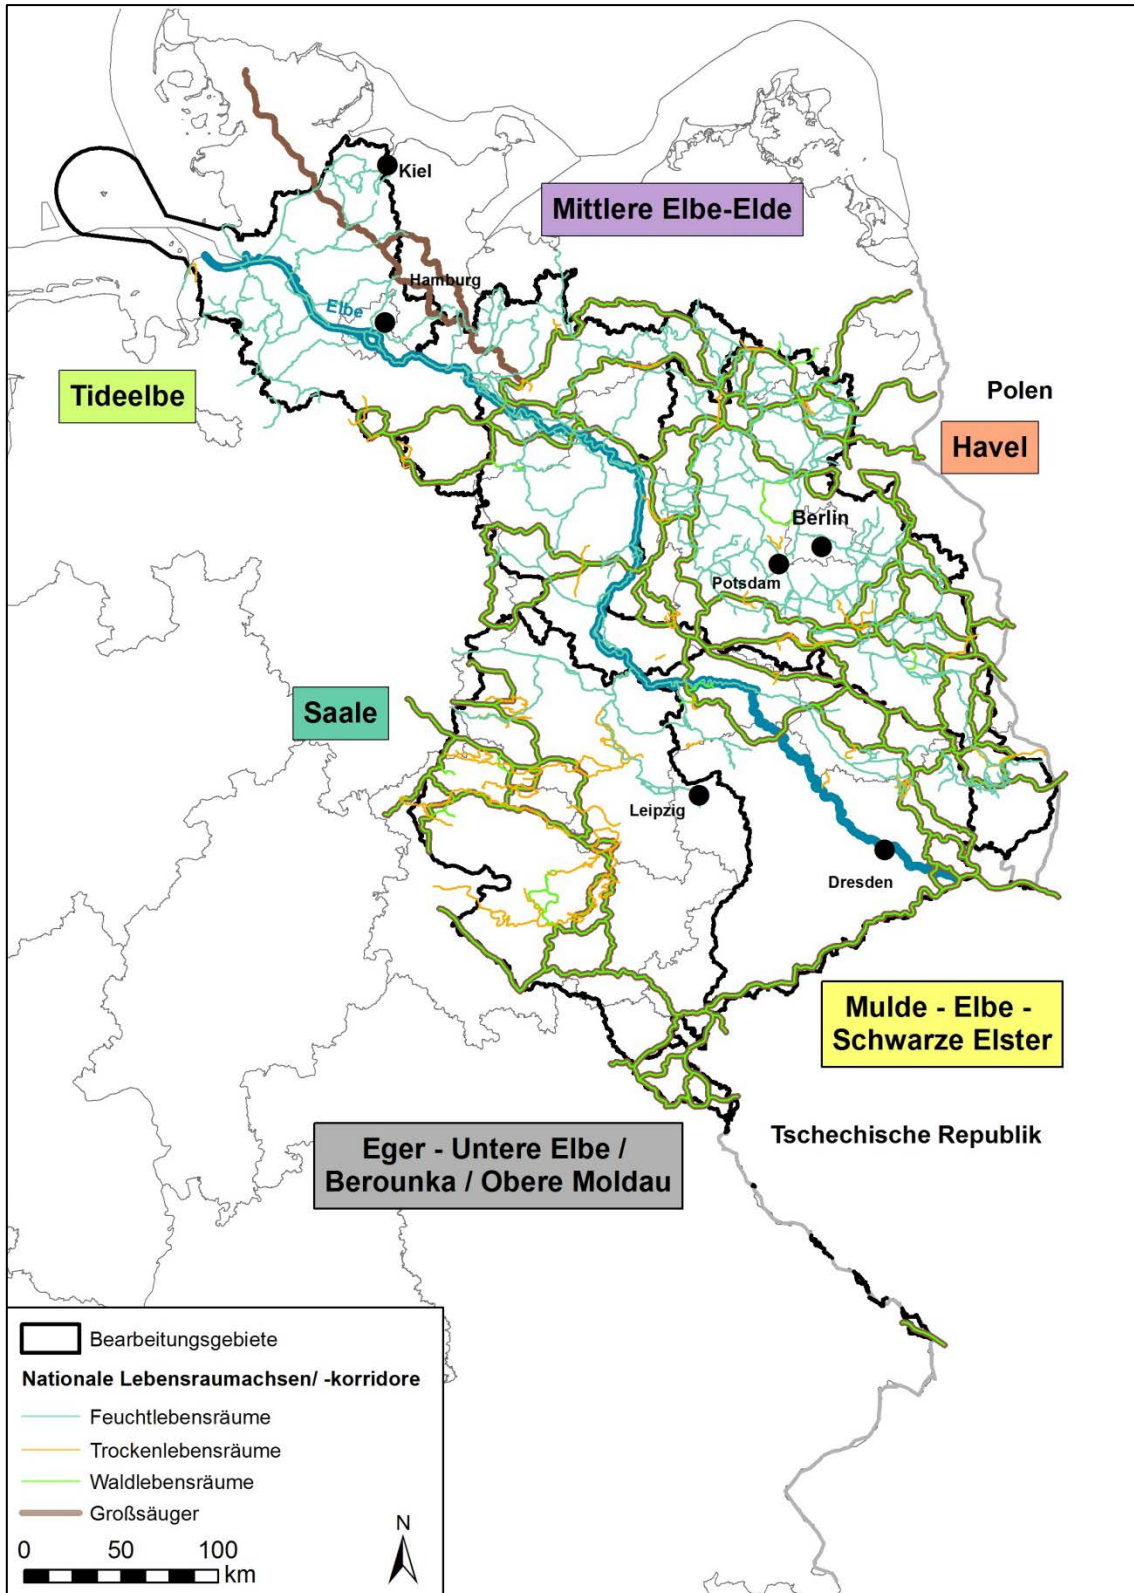 Kiel
Mittlere Elbe-Elde
Hamburg
Elbe
Tideelbe
Polen
Havel
Berlin
Potsdam
Saale
Leipzig
Dresden
Mulde - Elbe -
Schwarze Elster
Tschechische Republik
Eger - Untere Elbe /
Berounka / Obere Moldau
Bearbeitungsgebiete
Nationale Lebensraumachsen/ -korridore
Feuchtlebensräume
Trockenlebensräume
Waldlebensräume
Großsäuger
0 50 100
km
N